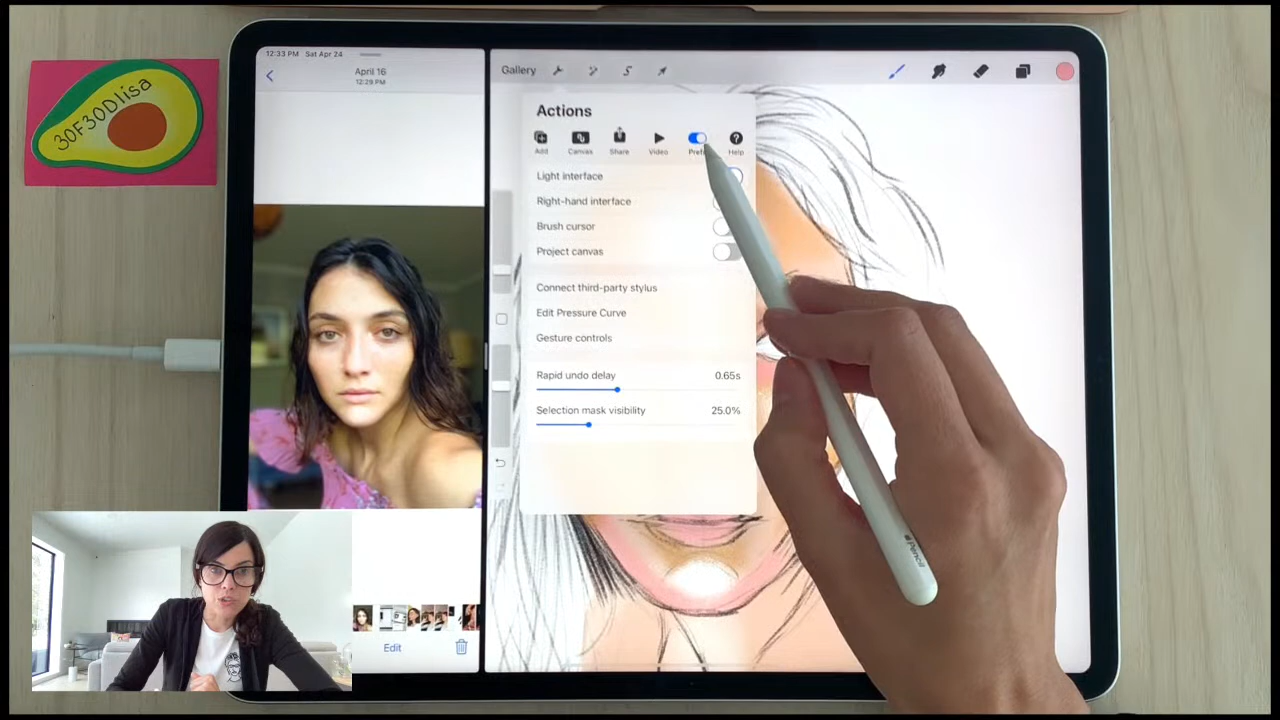 30F30Dlisa
12:33 PM Sat Apr 24
April 16
12:29 PM
Edit
Gallery
Actions
Add Canvas Share Video Help
Light interface
Right-hand interface
Brush cursor
Project canvas
Connect third-party stylus
Edit Pressure Curve
Gesture controls
Rapid undo delay 0.65s
Selection mask visibility 25.0%
Pencil